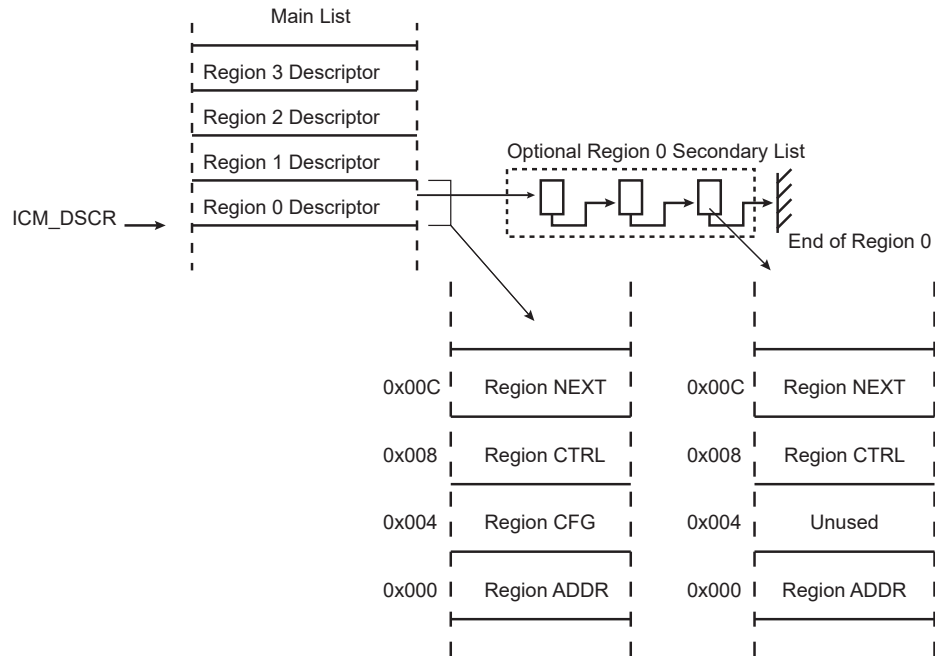 Main List
Region 3 Descriptor
Region 2 Descriptor
Region 1 Descriptor
Region 0 Descriptor
ICM_DSCR
Optional Region 0 Secondary List
End of Region 0
0x00C Region NEXT
0x008 Region CTRL
0x004 Region CFG
0x000 Region ADDR
0x00C Region NEXT
0x008 Region CTRL
0x004 Unused
0x000 Region ADDR